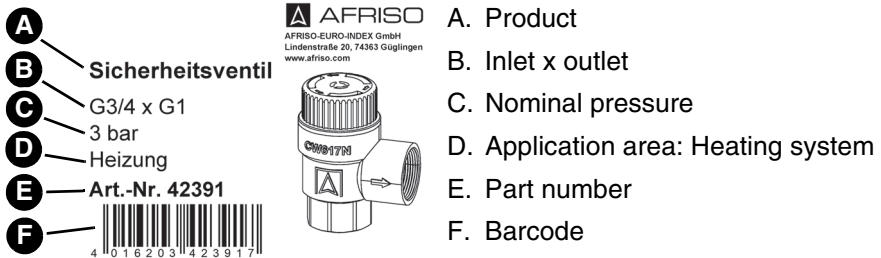 A
B
C
D
E
F
Sicherheitsventil
G3/4 x G1
3 bar
Heizung
Art.-Nr. 42391
4 016203 423917
AFRISO
AFRISO-EURO-INDEX GmbH
Lindenstraße 20, 74363 Güglingen
www.afriso.com
CW617N
A. Product
B. Inlet x outlet
C. Nominal pressure
D. Application area: Heating system
E. Part number
F. Barcode